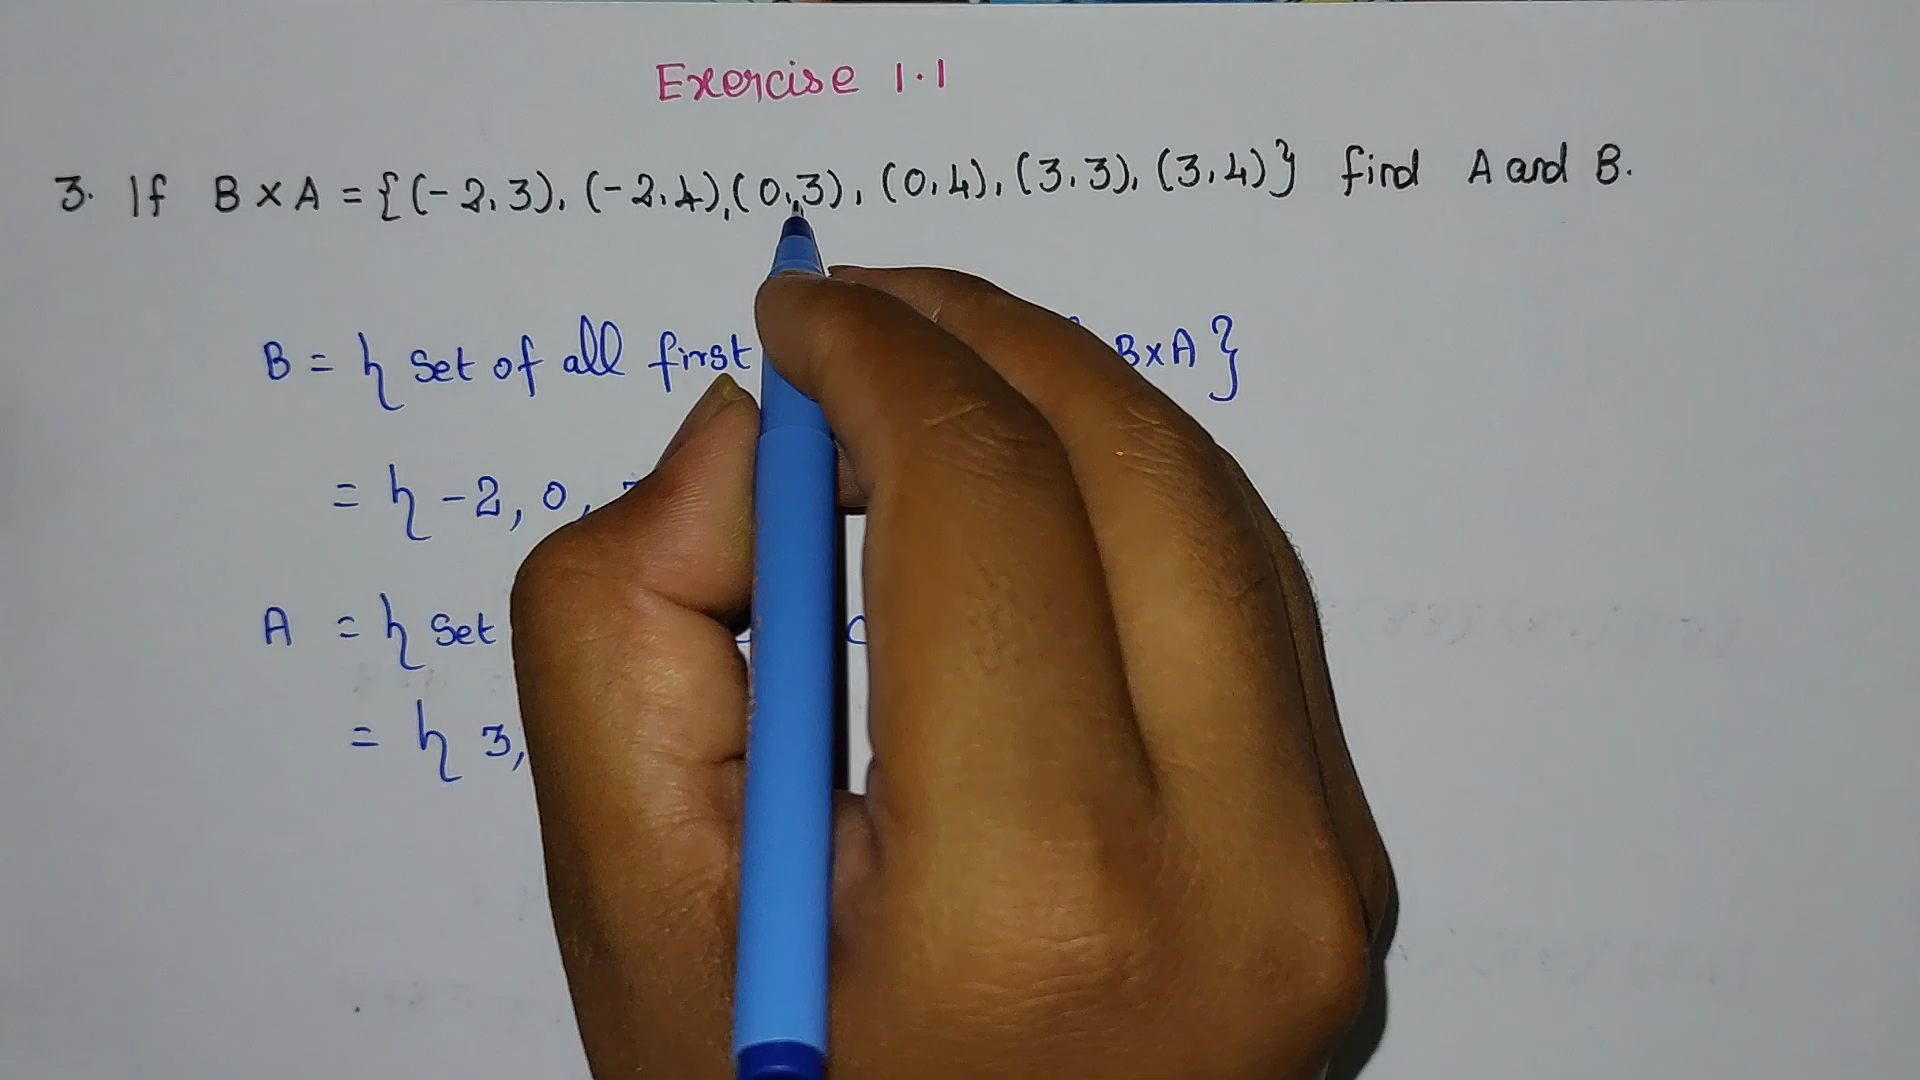 Exercise 1.1
3. If B × A = {(-2,3), (-2,4), (0,3), (0,4), (3,3), (3,4)} find A and B.
B = { Set of all first B×A }
= { -2, 0,
A = { Set
= { 3,